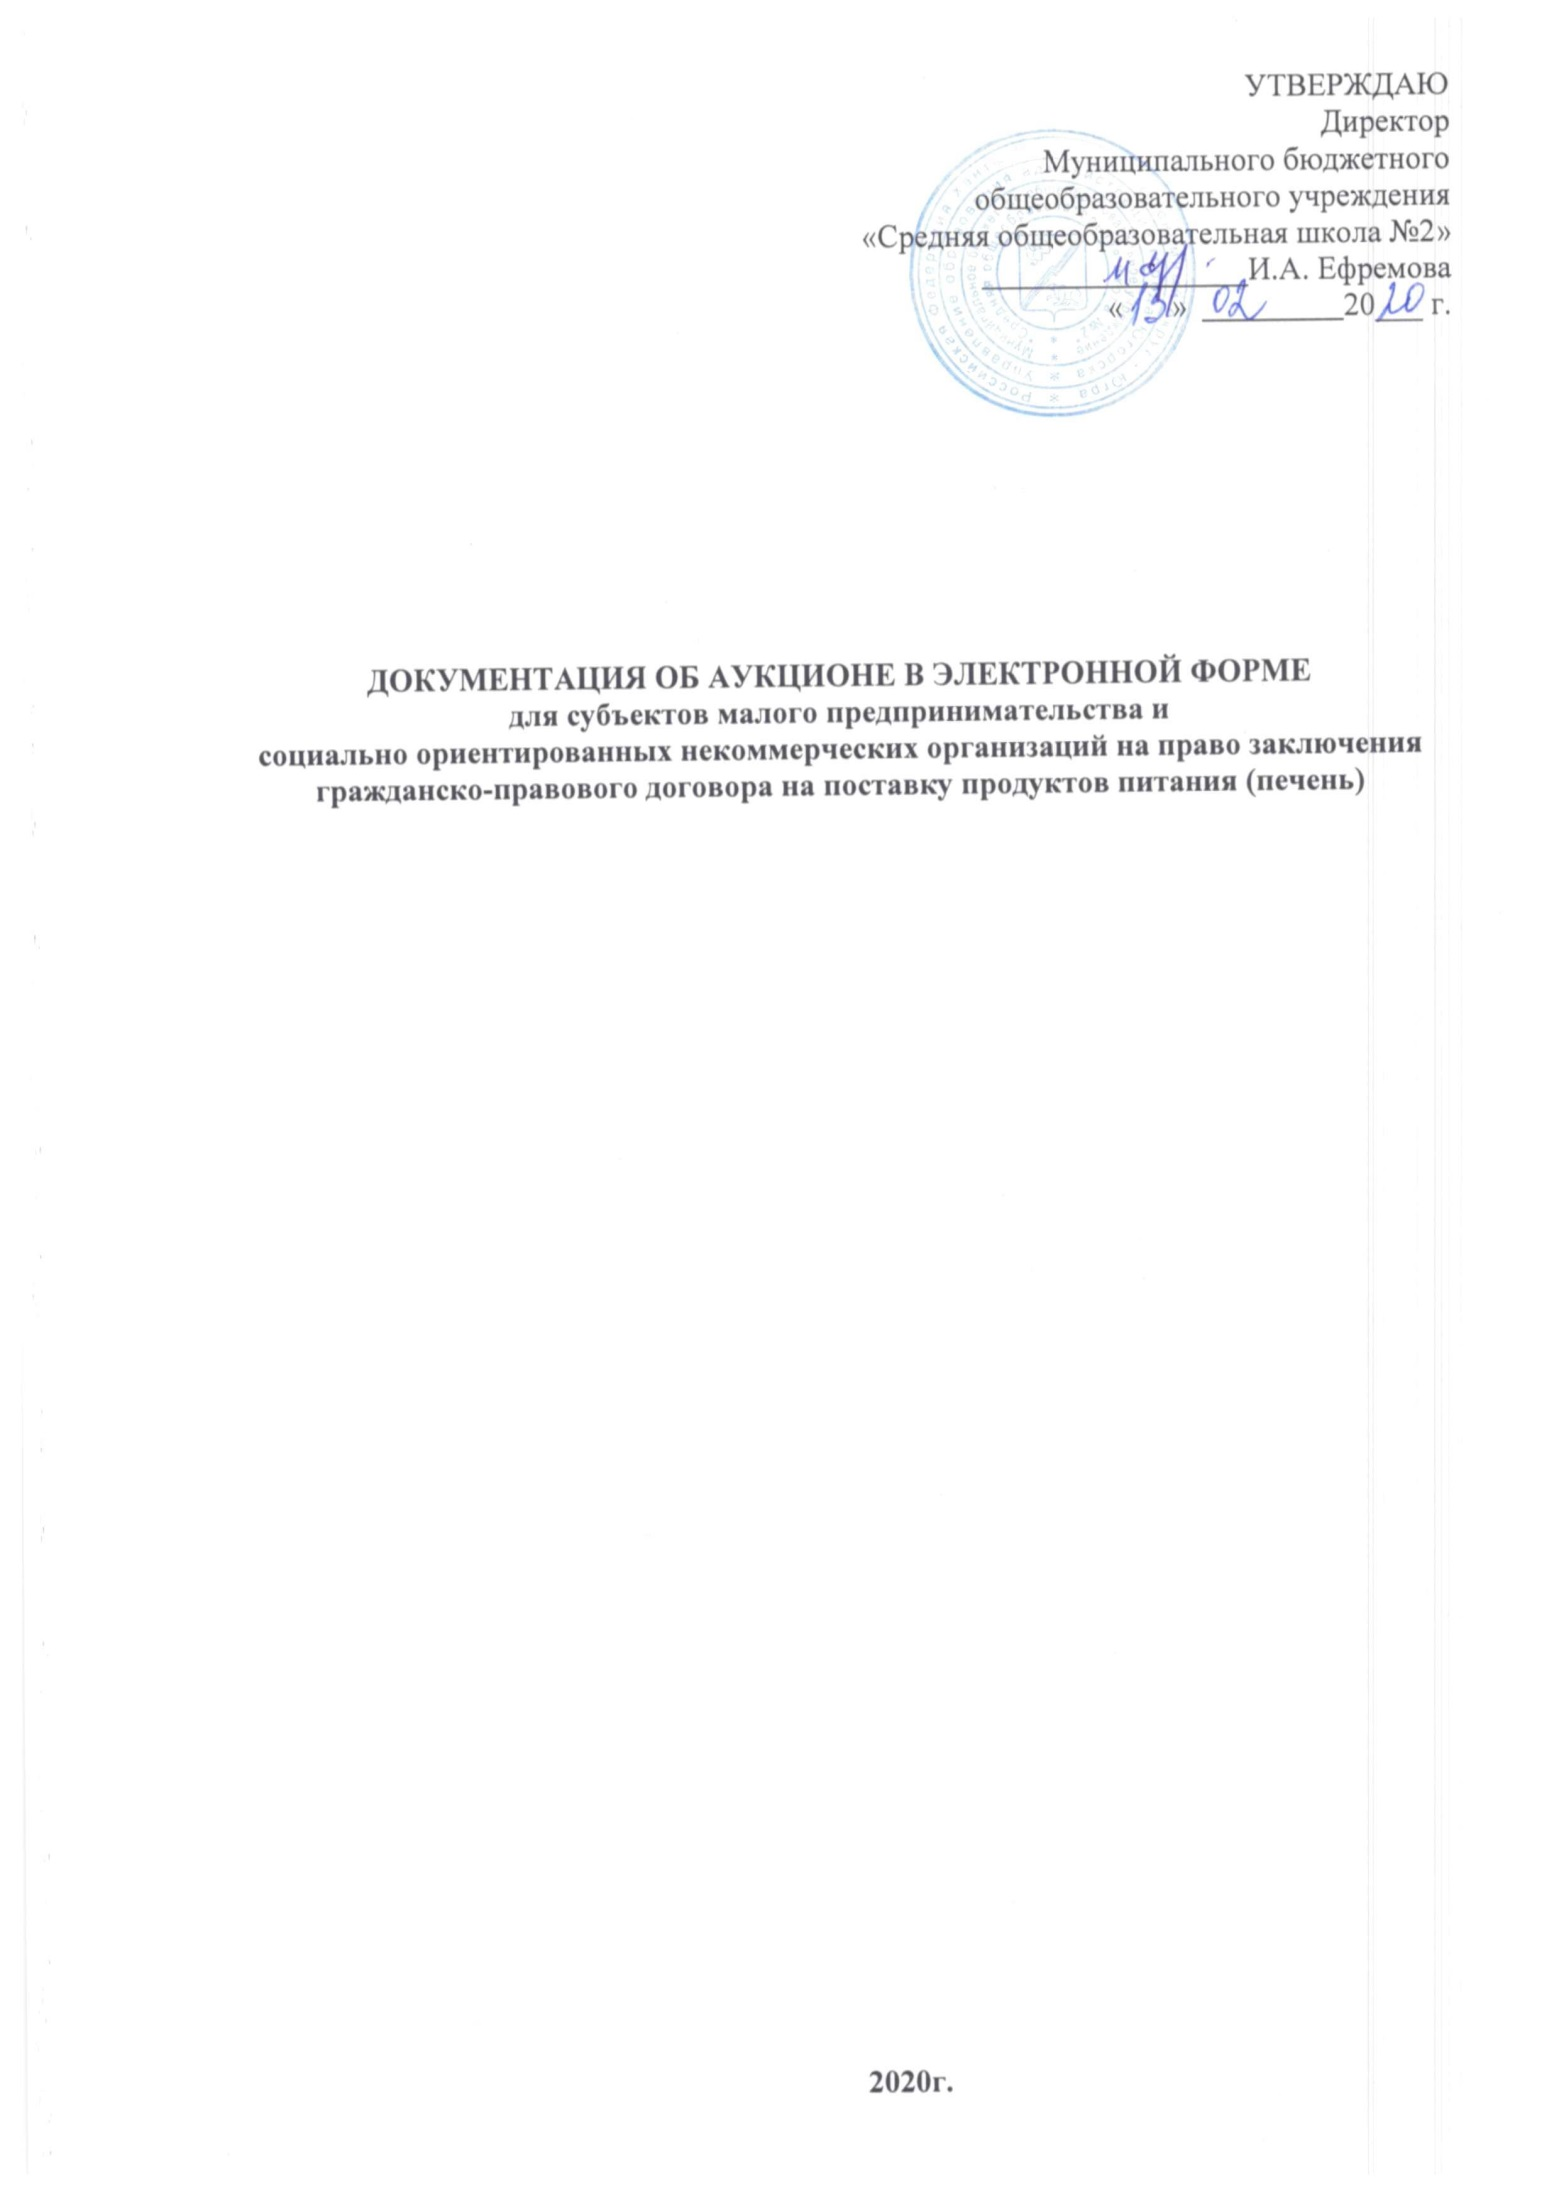 УТВЕРЖДАЮ
Директор
Муниципального бюджетного
общеобразовательного учреждения
«Средняя общеобразовательная школа №2»
____________________И.А. Ефремова
«13» 02 2020 г.
ДОКУМЕНТАЦИЯ ОБ АУКЦИОНЕ В ЭЛЕКТРОННОЙ ФОРМЕ
для субъектов малого предпринимательства и
социально ориентированных некоммерческих организаций на право заключения
гражданско-правового договора на поставку продуктов питания (печень)
2020г.